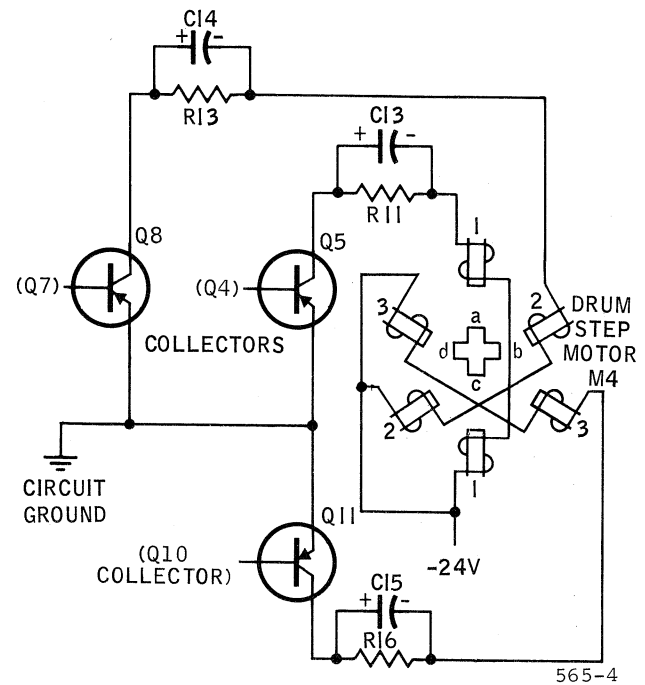 C14
+ -
R13
C13
+ -
R11
1
Q8
Q5
(Q7)
(Q4)
COLLECTORS
3
a
2
DRUM
STEP
MOTOR
M4
d
b
c
2
3
1
CIRCUIT
GROUND
Q11
(Q10
COLLECTOR)
-24V
C15
+ -
R16
565-4